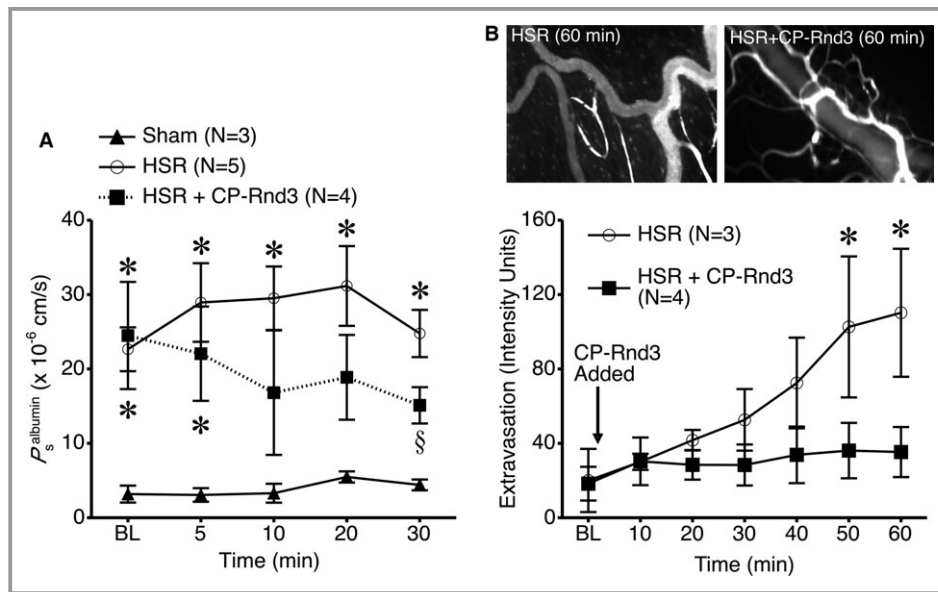 A
Sham (N=3)
HSR (N=5)
HSR + CP-Rnd3 (N=4)
40
30
20
10
0
P_s^albumin (x 10^-6 cm/s)
*
*
*
*
*
*
*
§
BL 5 10 20 30
Time (min)
B
HSR (60 min)
HSR+CP-Rnd3 (60 min)
160
120
80
40
0
Extravasation (Intensity Units)
HSR (N=3)
HSR + CP-Rnd3
(N=4)
CP-Rnd3
Added
*
*
BL 10 20 30 40 50 60
Time (min)